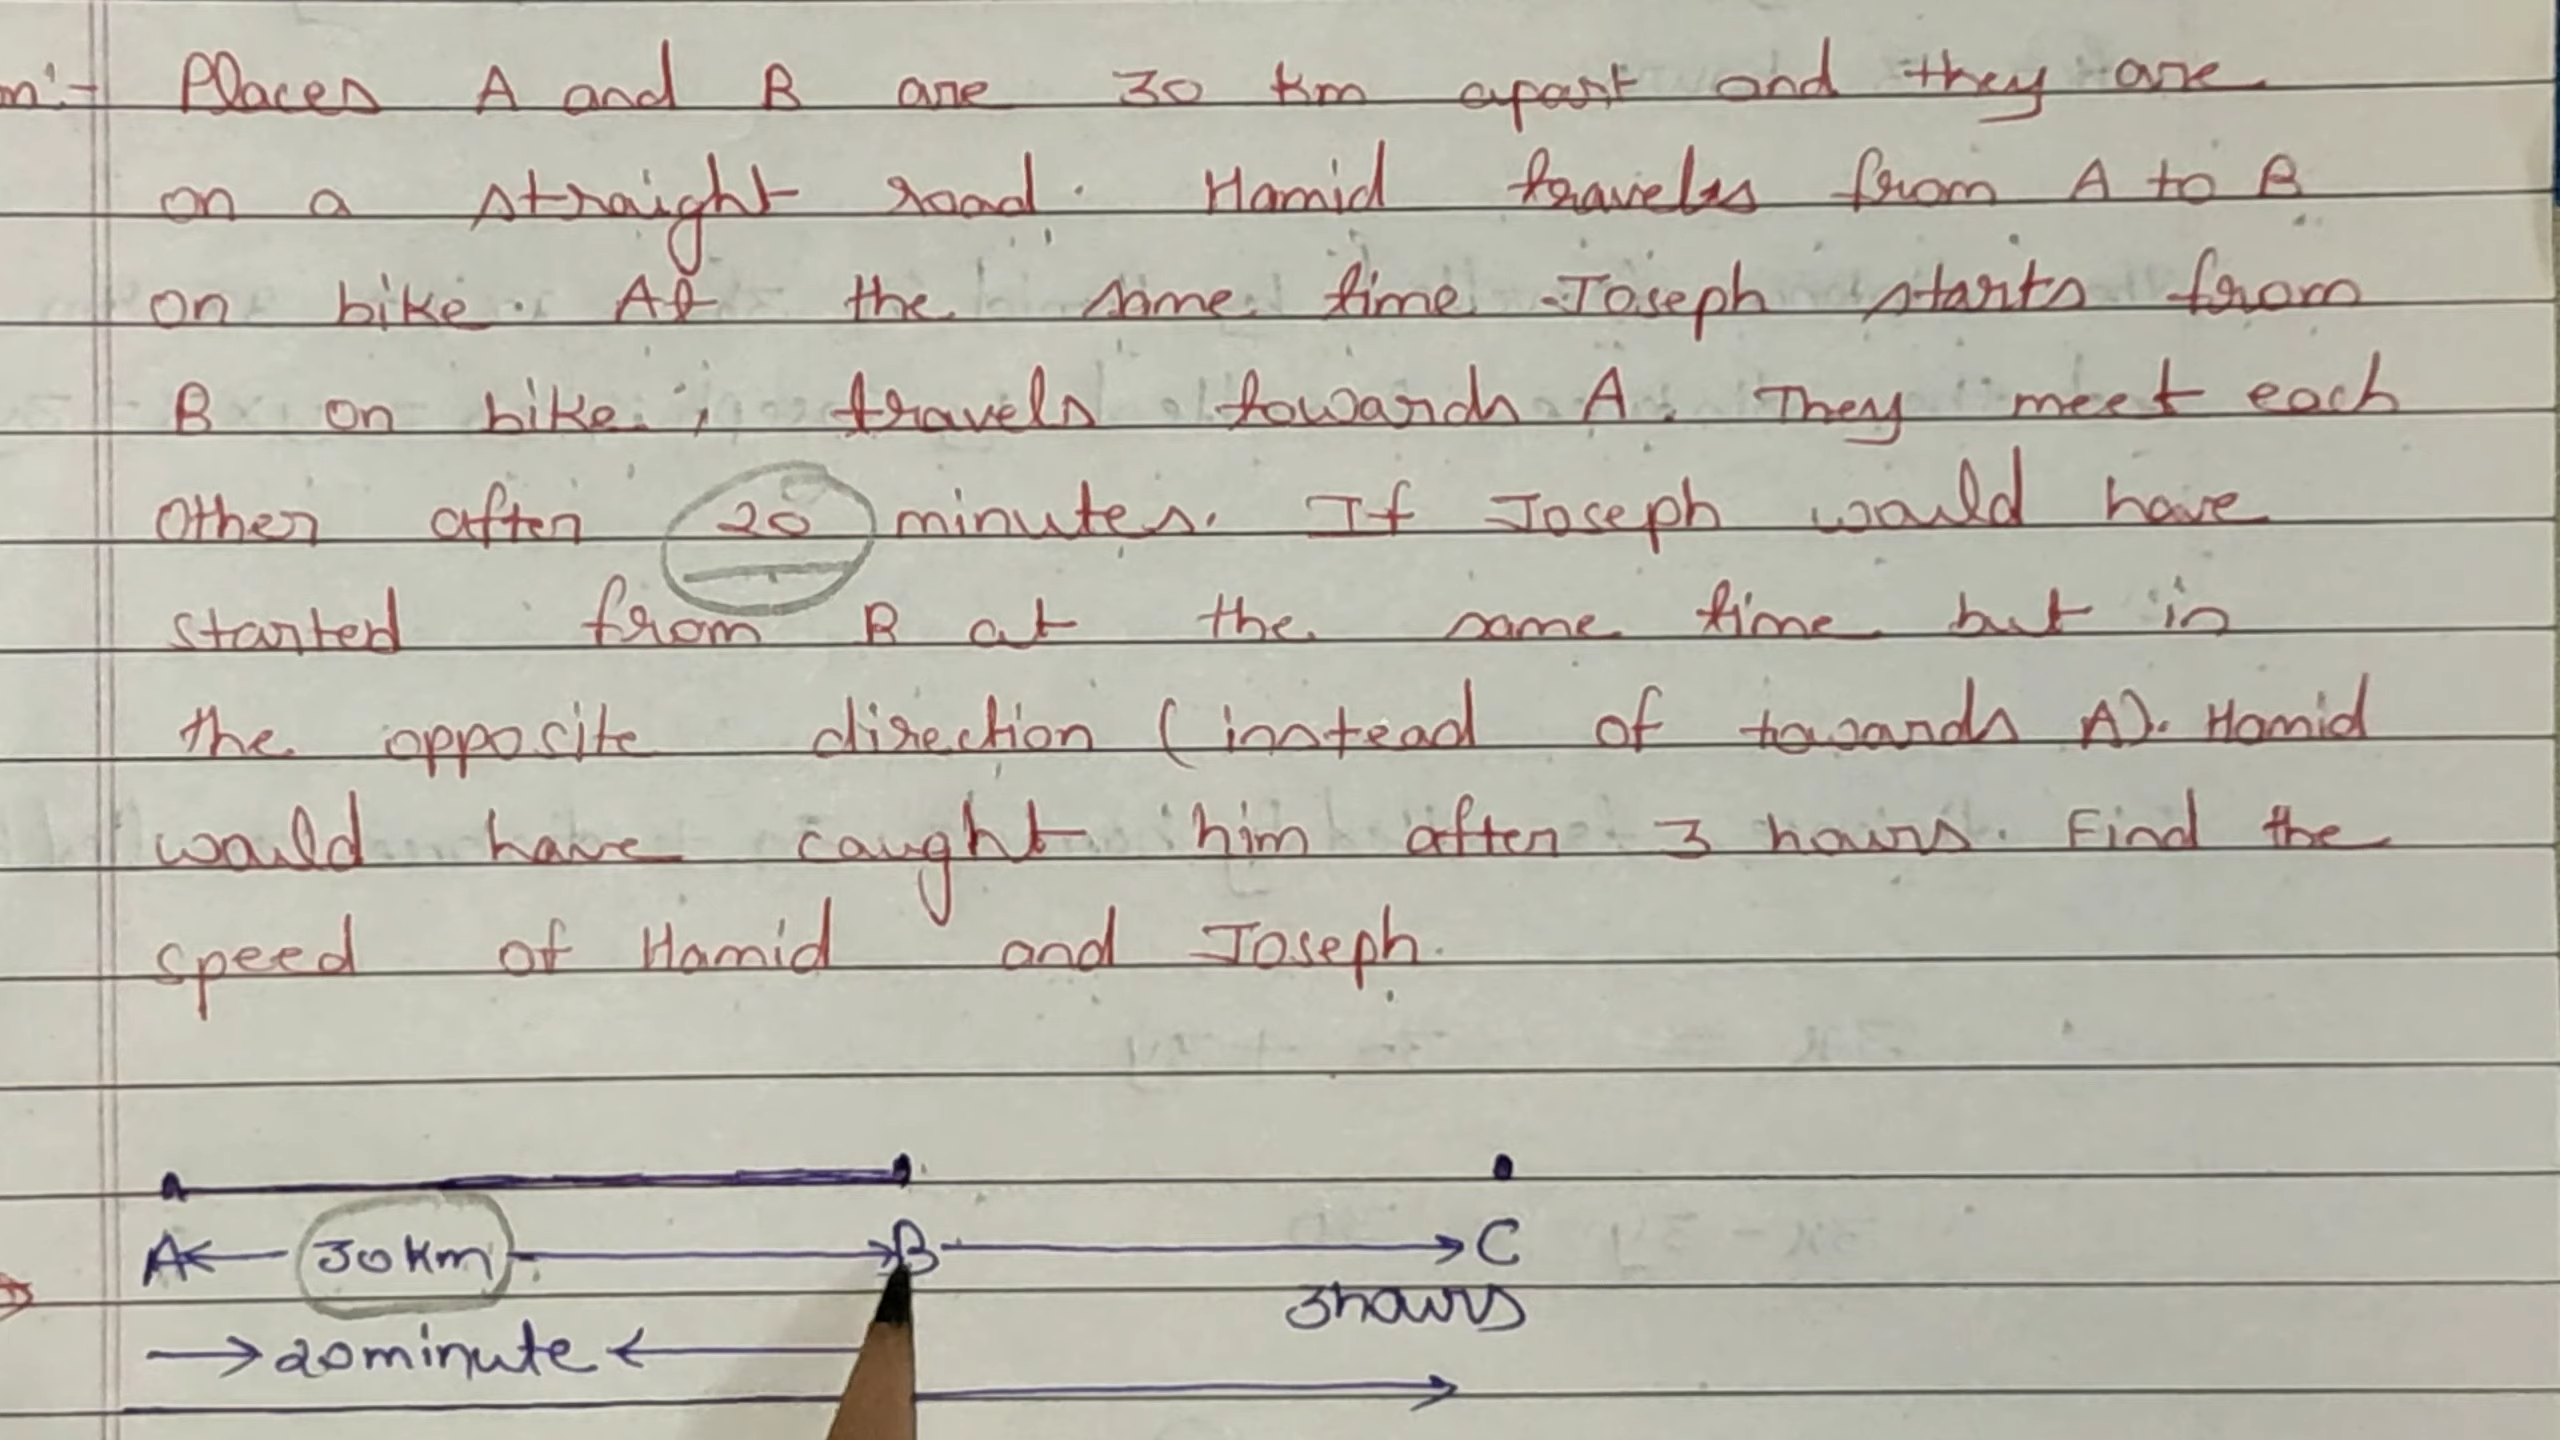 Places A and B are 30 km apart and they are
on a straight road. Hamid travels from A to B
on bike. At the same time Joseph starts from
B on bike, travels towards A. They meet each
other after 20 minutes. If Joseph would have
started from B at the same time but in
the opposite direction (instead of towards A). Hamid
would have caught him after 3 hours. Find the
speed of Hamid and Joseph.
A 30 km B C
3 hours
20 minute